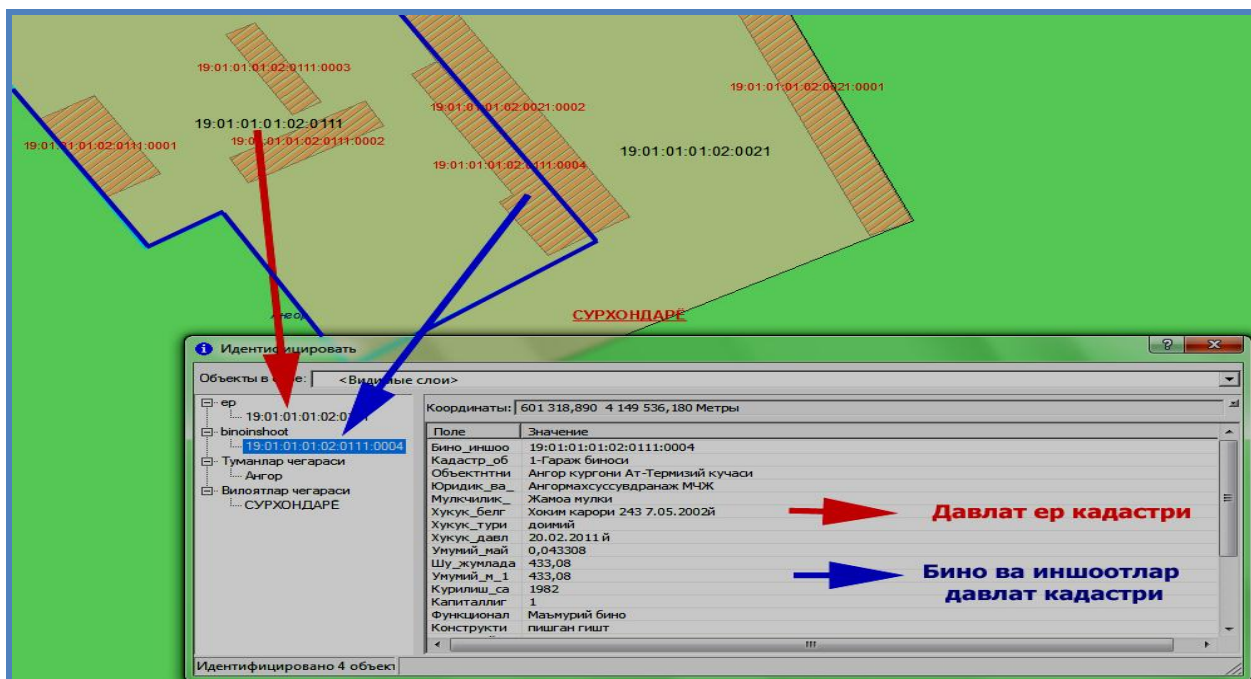 19:01:01:01:02:0111:0003
19:01:01:01:02:0021:0001
19:01:01:01:02:0021:0002
19:01:01:01:02:0111
19:01:01:01:02:0111:0001
19:01:01:01:02:0111:0002
19:01:01:01:02:0021
19:01:01:01:02:0111:0004
СУРХОНДАРЁ
Идентифицировать
Объекты в <Видимые слои>
ер
19:01:01:01:02:0111
binoinshoot
19:01:01:01:02:0111:0004
Туманлар чегараси
Ангор
Вилоятлар чегараси
СУРХОНДАРЁ
Координаты: 601 318,890 4 149 536,180 Метры
Поле Значение
Бино_иншоо 19:01:01:01:02:0111:0004
Кадастр_об 1-Гараж биноси
Объектнтни Ангор кургони Ат-Термизий кучаси
Юридик_ва_ Ангормахсуссувдранаж МЧЖ
Мулкчилик_ Жамоа мулки
Хукук_белг Хоким карори 243 7.05.2002й
Хукук_тури доимий
Хукук_давл 20.02.2011 й
Умумий_май 0,043308
Шу_жумлада 433,08
Умумий_м_1 433,08
Курилиш_са 1982
Капиталлиг 1
Функционал Маъмурий бино
Конструкти пишган гишт
Давлат ер кадастри
Бино ва иншоотлар
давлат кадастри
Идентифицировано 4 объект